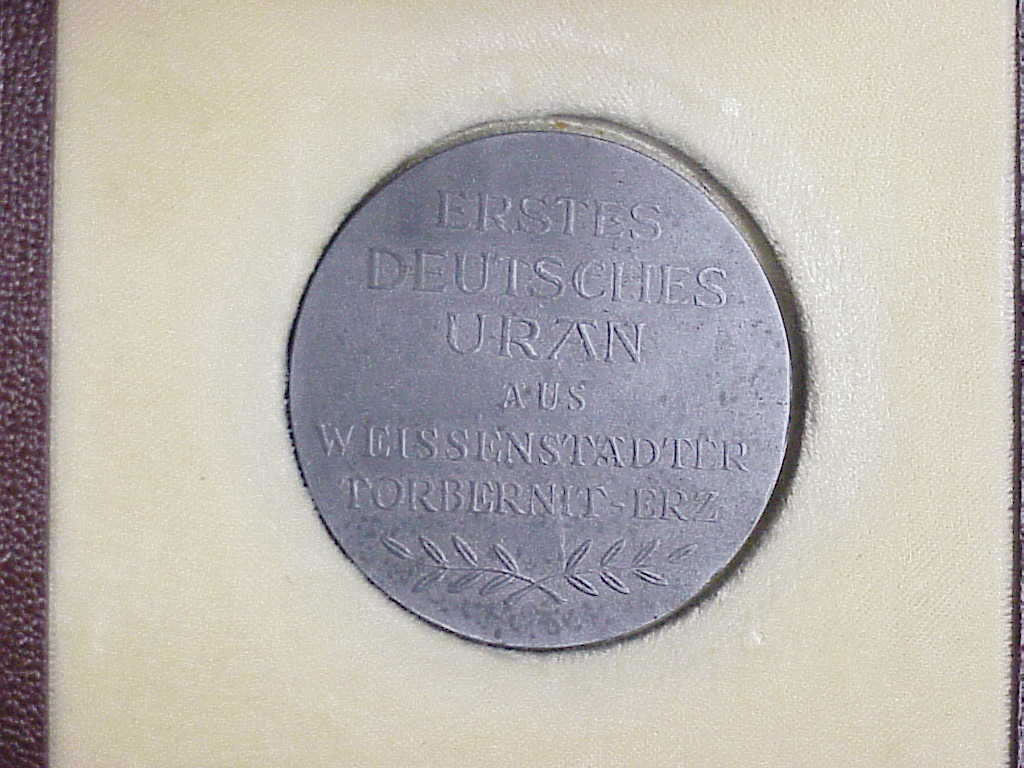 ERSTES
DEUTSCHES
URAN
AUS
WEISSENSTÄDTER
TORBERNIT-ERZ